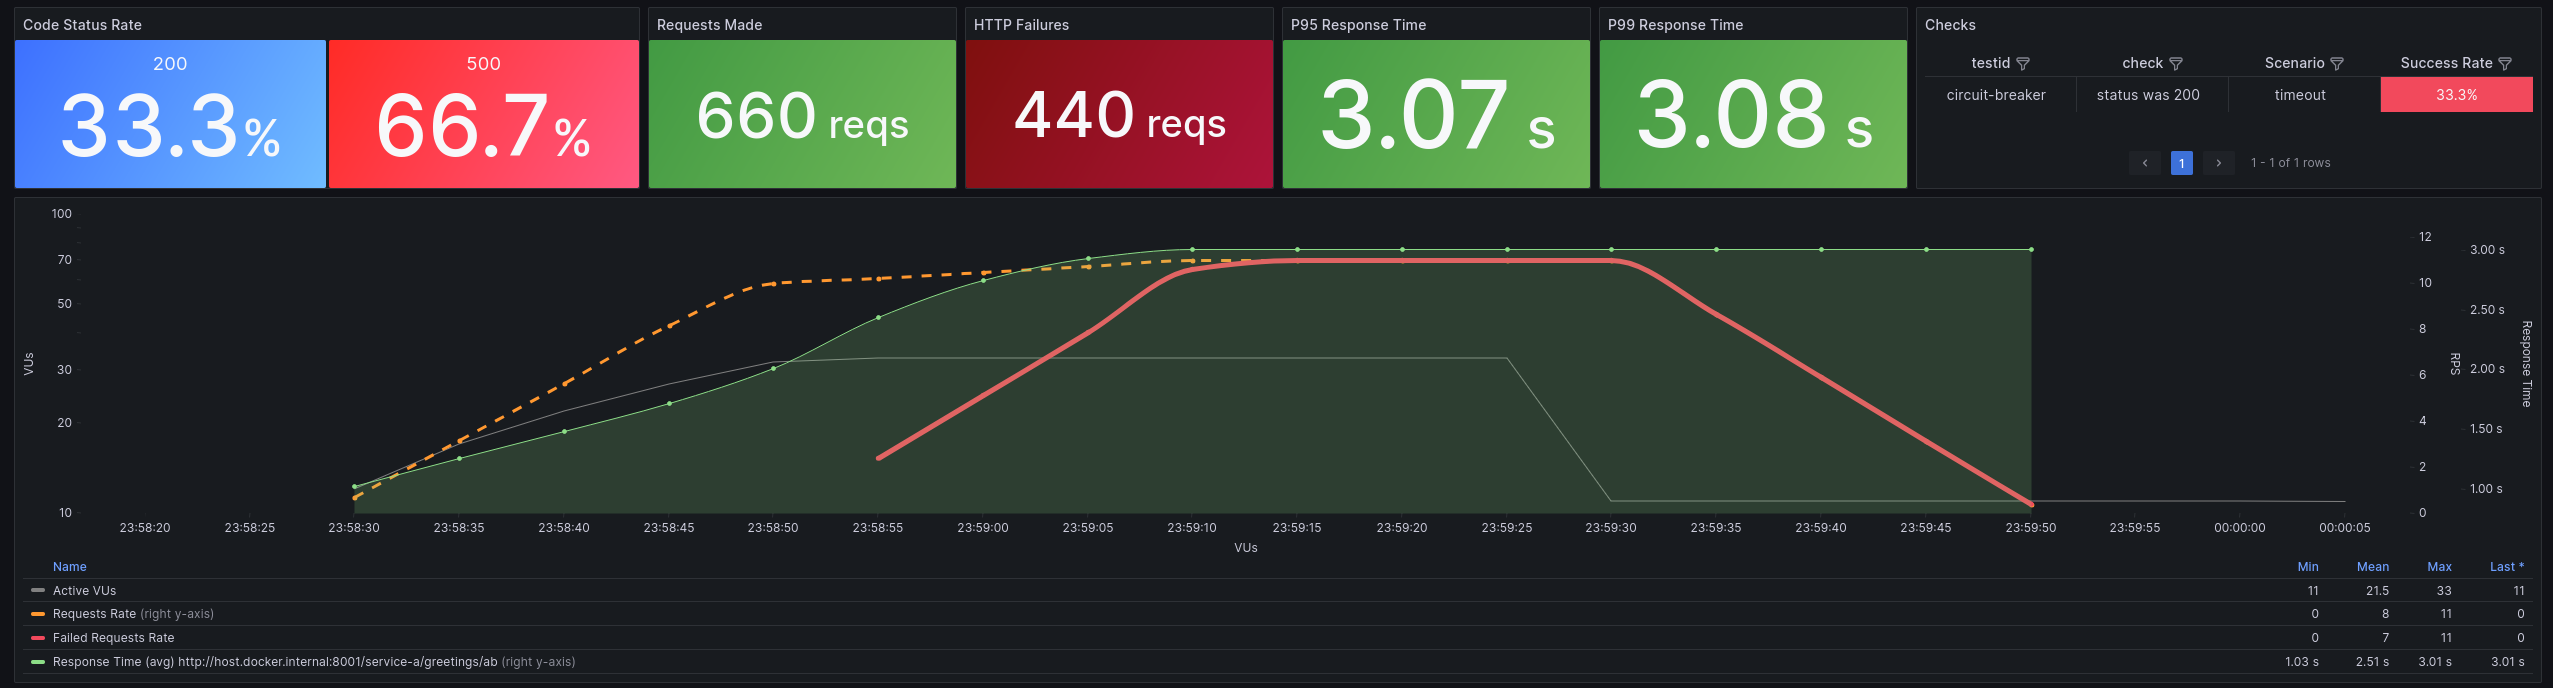 Code Status Rate
200
33.3%
500
66.7%
Requests Made
660 reqs
HTTP Failures
440 reqs
P95 Response Time
3.07 s
P99 Response Time
3.08 s
Checks
testid check Scenario Success Rate
circuit-breaker status was 200 timeout 33.3%
‹ 1 › 1 - 1 of 1 rows
VUs
100
70
50
30
20
10
12
10
8
6
4
2
0
RPS
3.00 s
2.50 s
2.00 s
1.50 s
1.00 s
Response Time
23:58:20 23:58:25 23:58:30 23:58:35 23:58:40 23:58:45 23:58:50 23:58:55 23:59:00 23:59:05 23:59:10 23:59:15 23:59:20 23:59:25 23:59:30 23:59:35 23:59:40 23:59:45 23:59:50 23:59:55 00:00:00 00:00:05
VUs
Name Min Mean Max Last *
Active VUs 11 21.5 33 11
Requests Rate (right y-axis) 0 8 11 0
Failed Requests Rate 0 7 11 0
Response Time (avg) http://host.docker.internal:8001/service-a/greetings/ab (right y-axis) 1.03 s 2.51 s 3.01 s 3.01 s